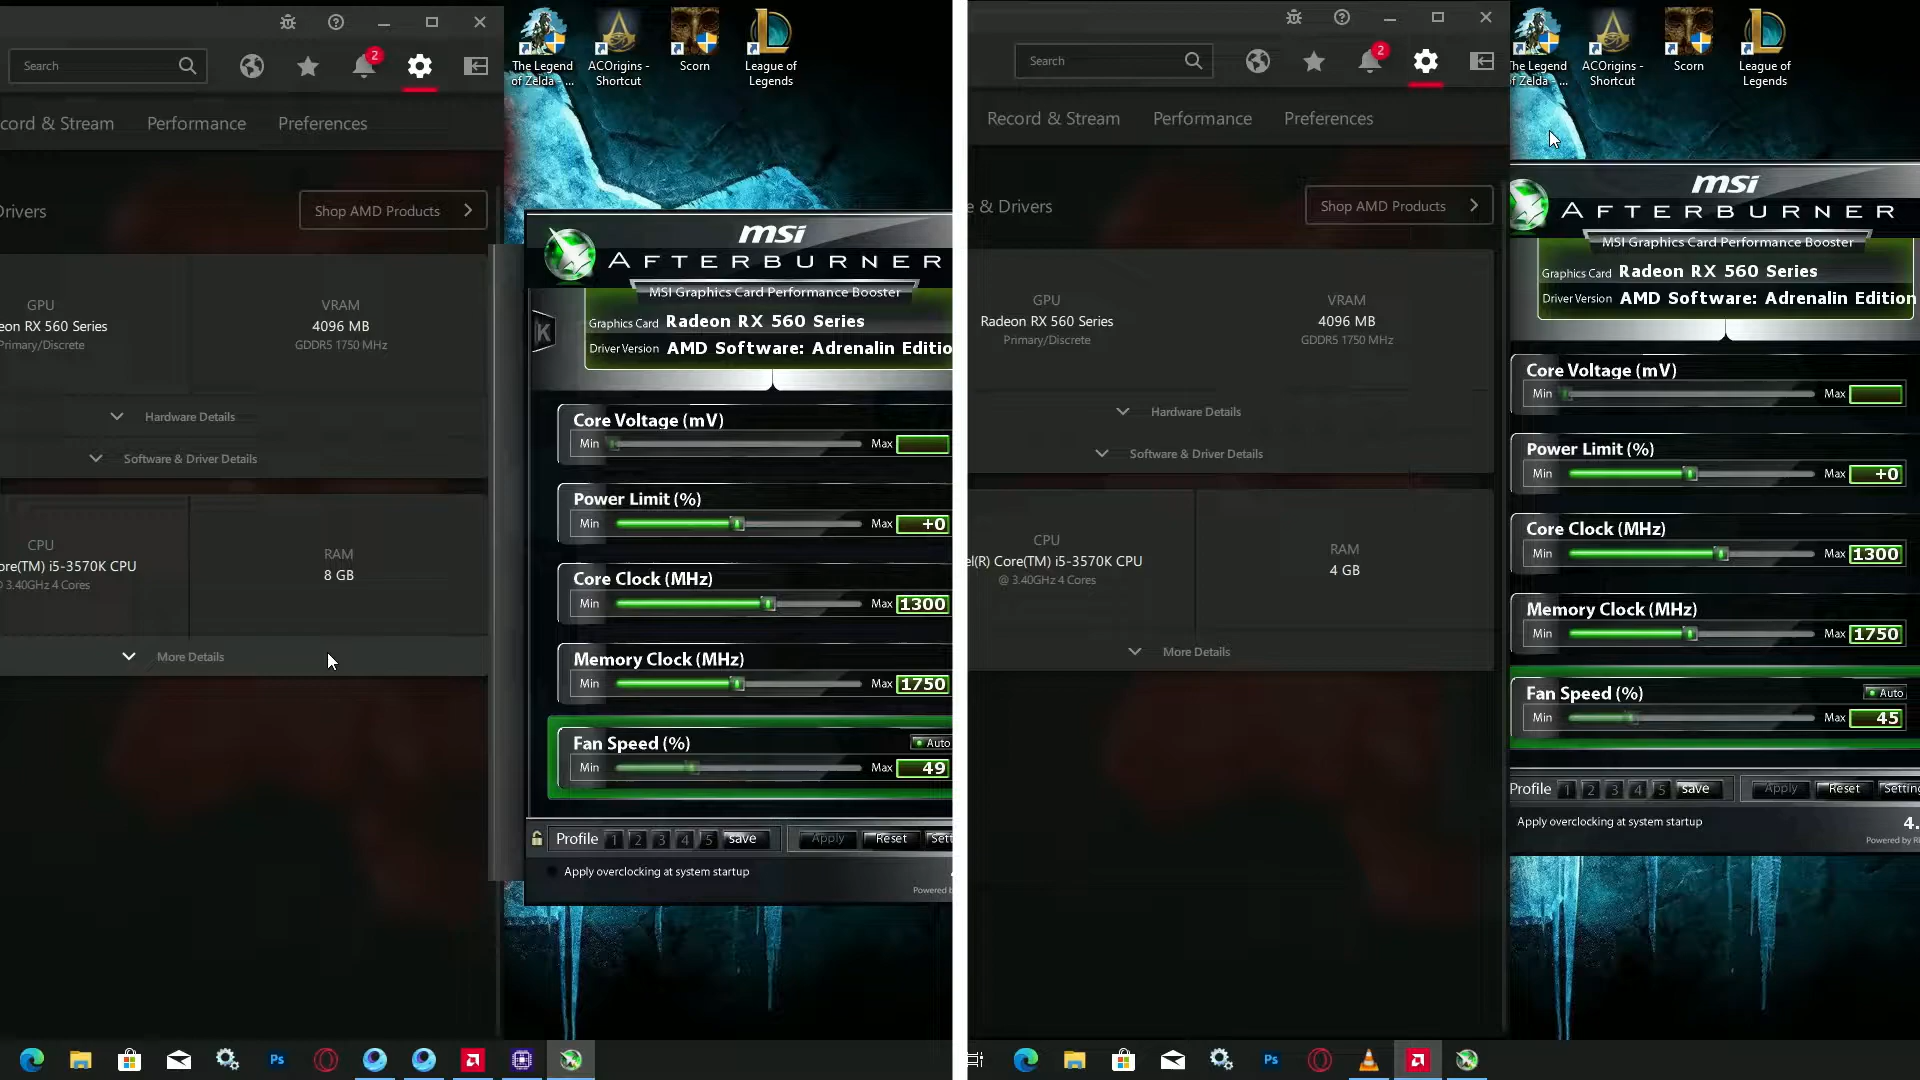 The Legend
of Zelda - ...
ACOrigins -
Shortcut
Scorn
League of
Legends
Search
2
cord & Stream
Performance
Preferences
Drivers
Shop AMD Products
GPU
eon RX 560 Series
Primary/Discrete
VRAM
4096 MB
GDDR5 1750 MHz
Hardware Details
Software & Driver Details
CPU
ore(TM) i5-3570K CPU
@ 3.40GHz 4 Cores
RAM
8 GB
More Details
msi
AFTERBURNER
MSI Graphics Card Performance Booster
K
Graphics Card Radeon RX 560 Series
Driver Version AMD Software: Adrenalin Editio
Core Voltage (mV)
Min Max
Power Limit (%)
Min Max +0
Core Clock (MHz)
Min Max 1300
Memory Clock (MHz)
Min Max 1750
Fan Speed (%)
Auto
Min Max 49
Profile 1 2 3 4 5 save Apply Reset Sett
Apply overclocking at system startup
Powered b
Ps
The Legend
of Zelda - ...
ACOrigins -
Shortcut
Scorn
League of
Legends
Search
2
Record & Stream
Performance
Preferences
e & Drivers
Shop AMD Products
GPU
Radeon RX 560 Series
Primary/Discrete
VRAM
4096 MB
GDDR5 1750 MHz
Hardware Details
Software & Driver Details
CPU
el(R) Core(TM) i5-3570K CPU
@ 3.40GHz 4 Cores
RAM
4 GB
More Details
msi
AFTERBURNER
MSI Graphics Card Performance Booster
Graphics Card Radeon RX 560 Series
Driver Version AMD Software: Adrenalin Edition
Core Voltage (mV)
Min Max
Power Limit (%)
Min Max +0
Core Clock (MHz)
Min Max 1300
Memory Clock (MHz)
Min Max 1750
Fan Speed (%)
Auto
Min Max 45
Profile 1 2 3 4 5 save Apply Reset Setting
Apply overclocking at system startup
4.
Powered by Ri
Ps